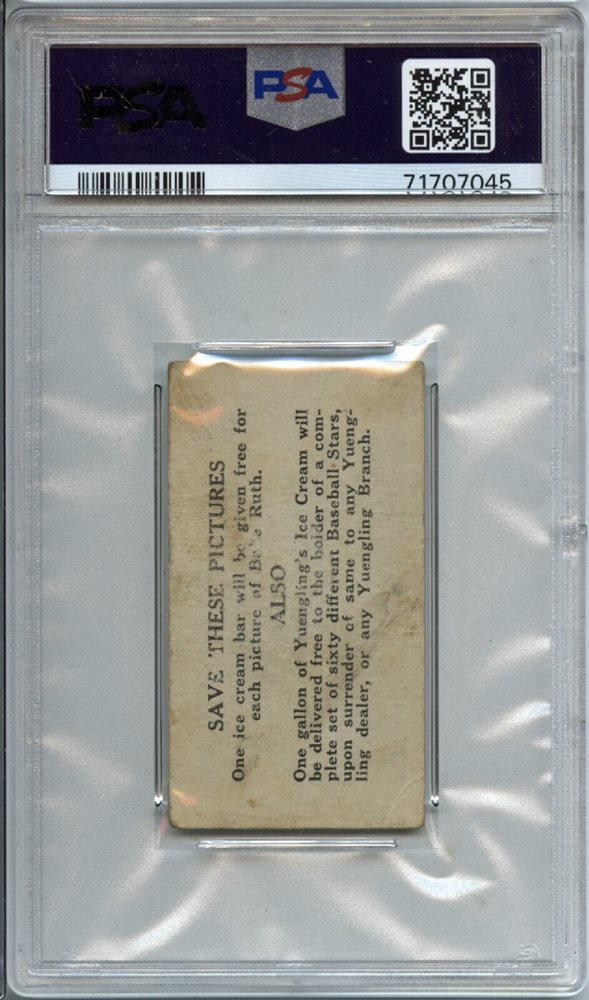 PSA
PSA
71707045
SAVE THESE PICTURES
One ice cream bar will be given free for
each picture of Babe Ruth.
ALSO
One gallon of Yuengling's Ice Cream will
be delivered free to the holder of a com-
plete set of sixty different Baseball Stars,
upon surrender of same to any Yueng-
ling dealer, or any Yuengling Branch.